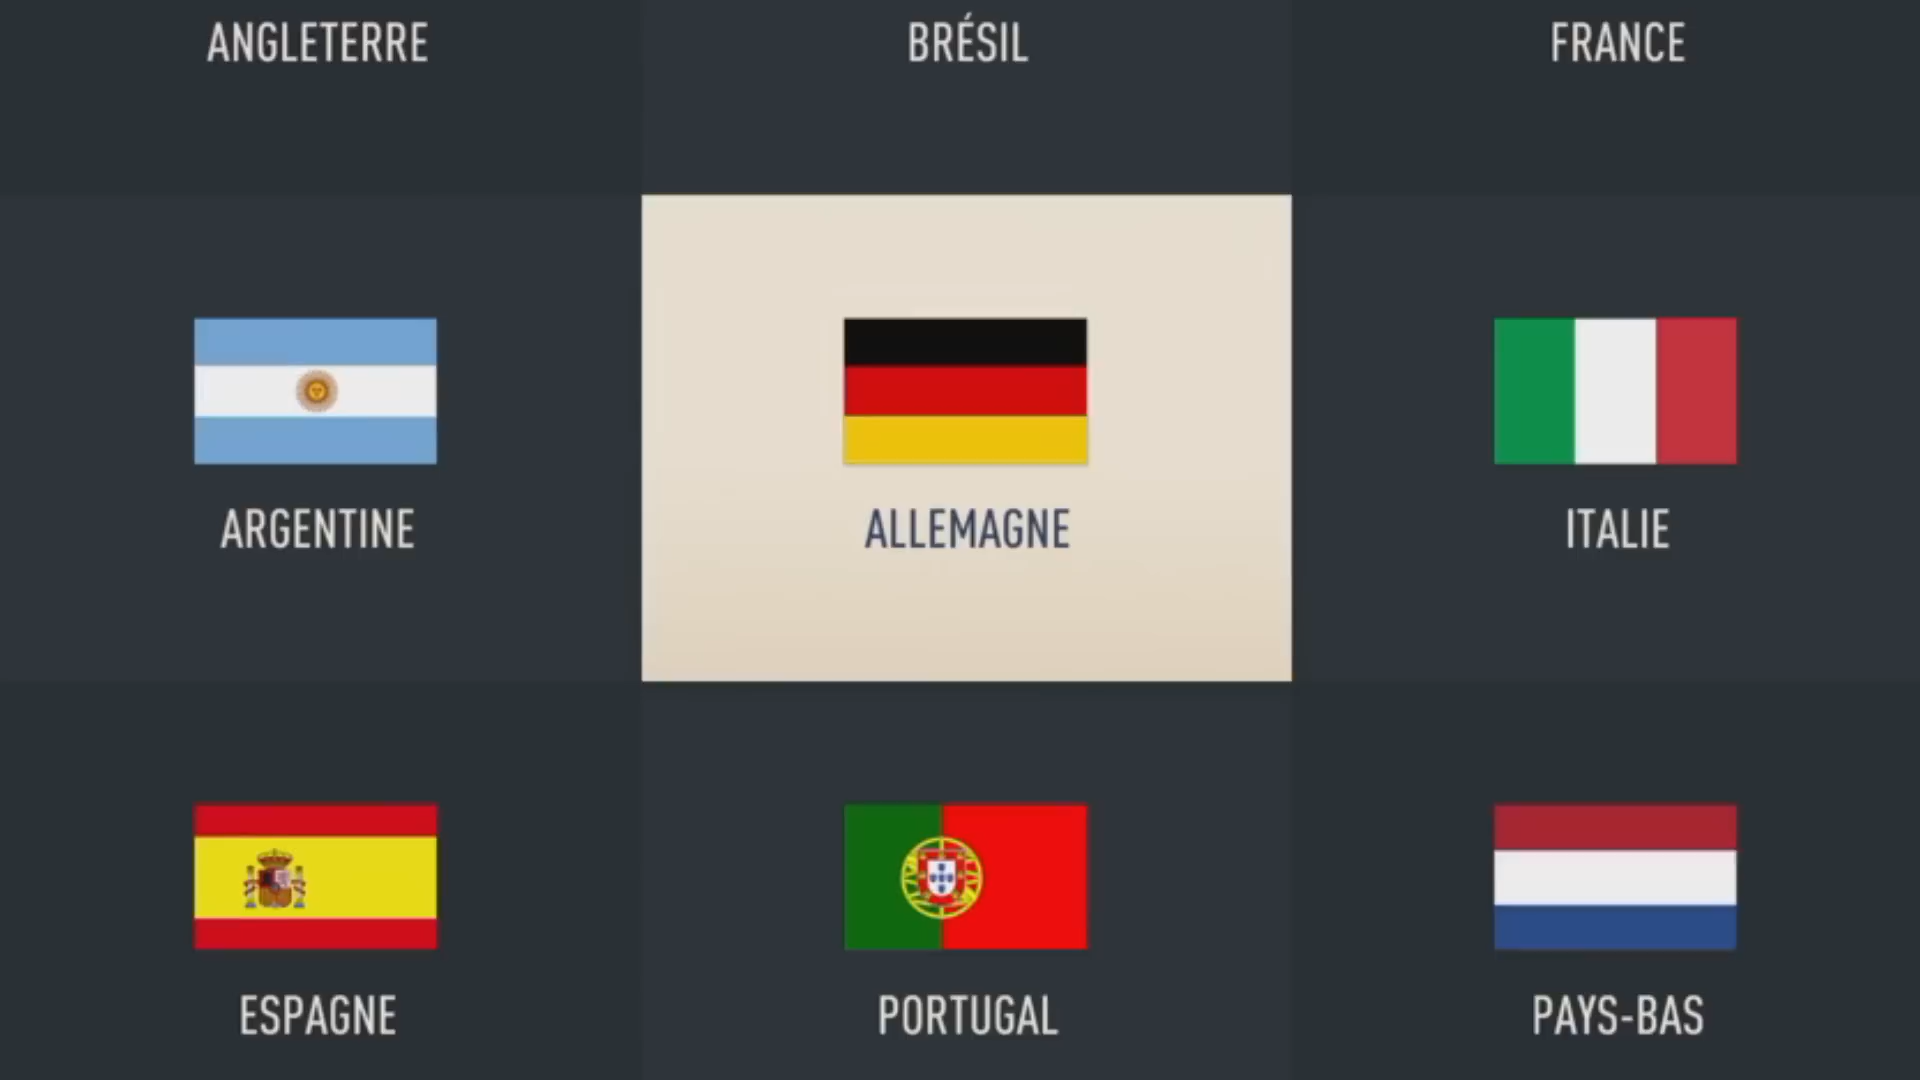 ANGLETERRE
BRÉSIL
FRANCE
ARGENTINE
ALLEMAGNE
ITALIE
ESPAGNE
PORTUGAL
PAYS-BAS